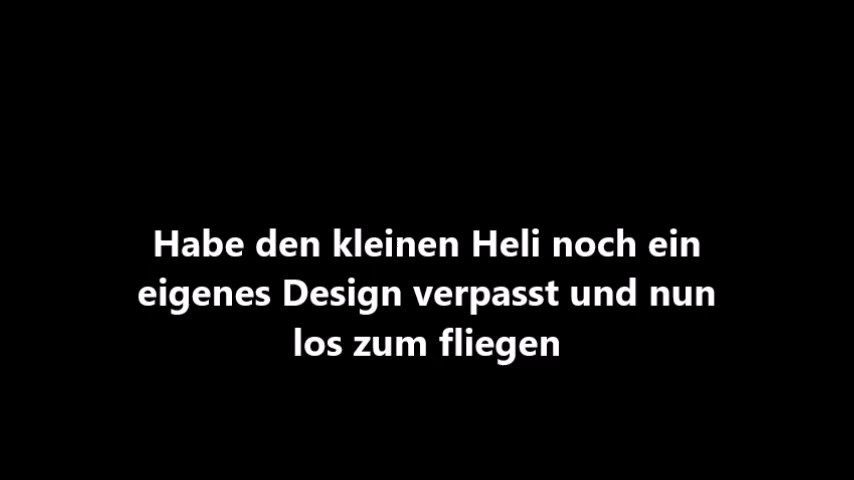 Habe den kleinen Heli noch ein
eigenes Design verpasst und nun
los zum fliegen